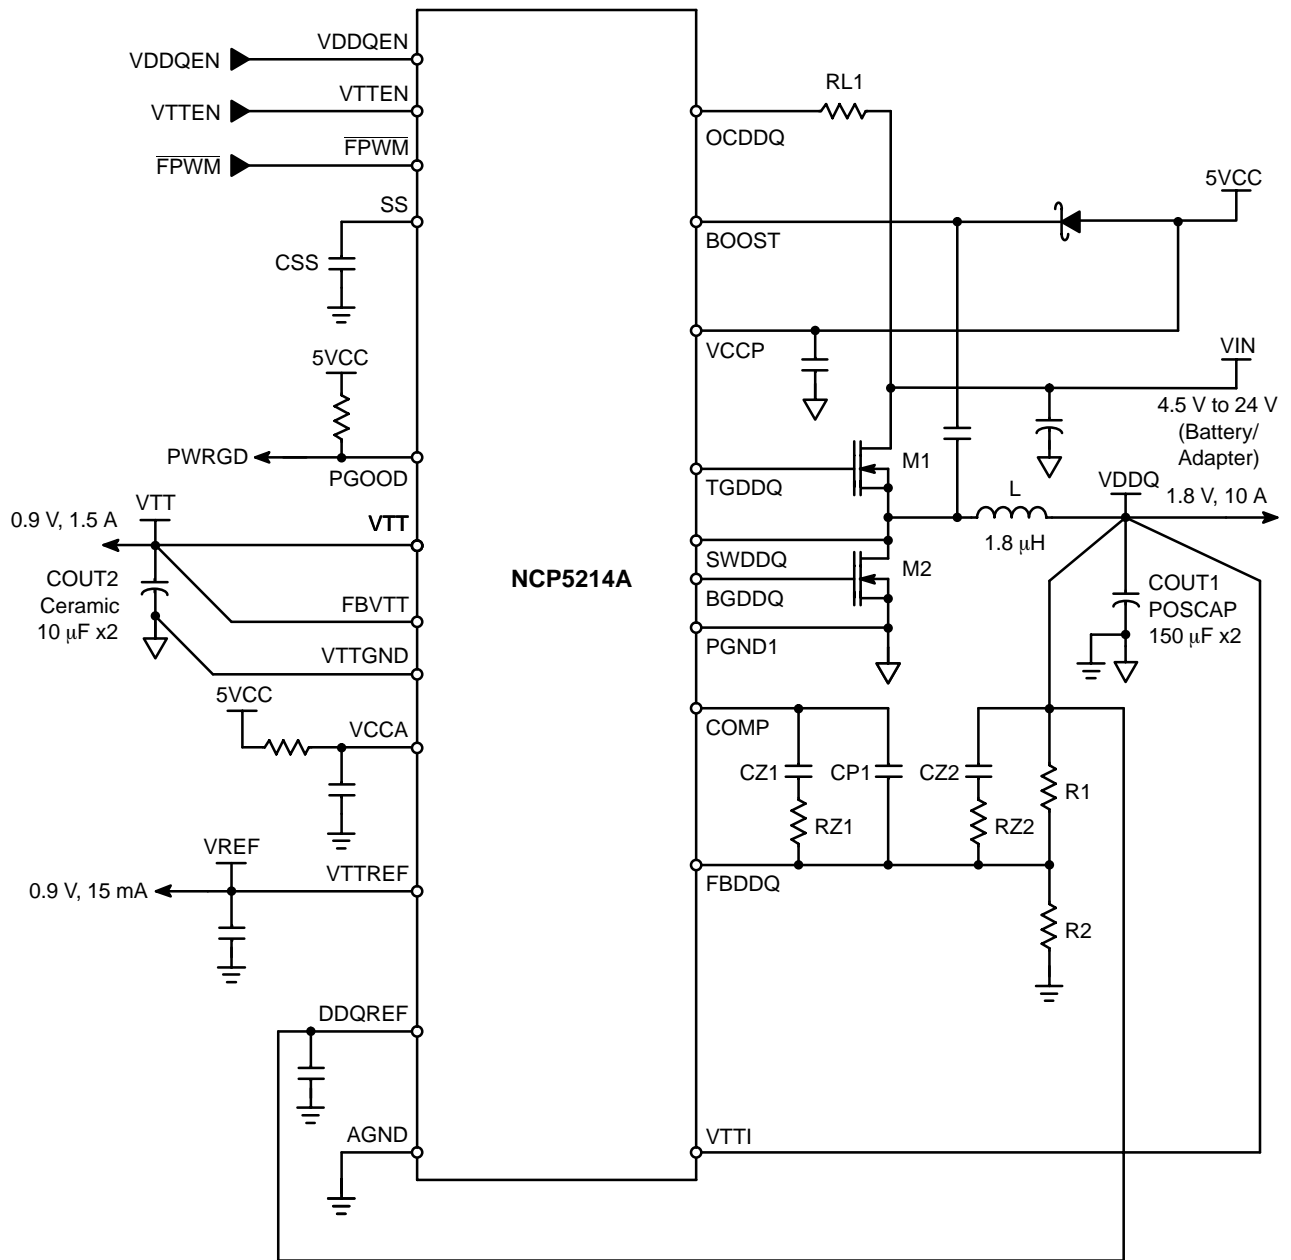 VDDQEN
VDDQEN
VTTEN
VTTEN
FPWM
FPWM
SS
CSS
5VCC
PWRGD
PGOOD
VTT
0.9 V, 1.5 A
VTT
COUT2
Ceramic
10 μF x2
FBVTT
VTTGND
5VCC
VCCA
VREF
VTTREF
0.9 V, 15 mA
DDQREF
AGND
NCP5214A
RL1
OCDDQ
5VCC
BOOST
VCCP
VIN
4.5 V to 24 V
(Battery/
Adapter)
M1
TGDDQ
L
1.8 μH
VDDQ
1.8 V, 10 A
SWDDQ
M2
BGDDQ
COUT1
POSCAP
150 μF x2
PGND1
COMP
CZ1
CP1
CZ2
R1
RZ1
RZ2
FBDDQ
R2
VTTI